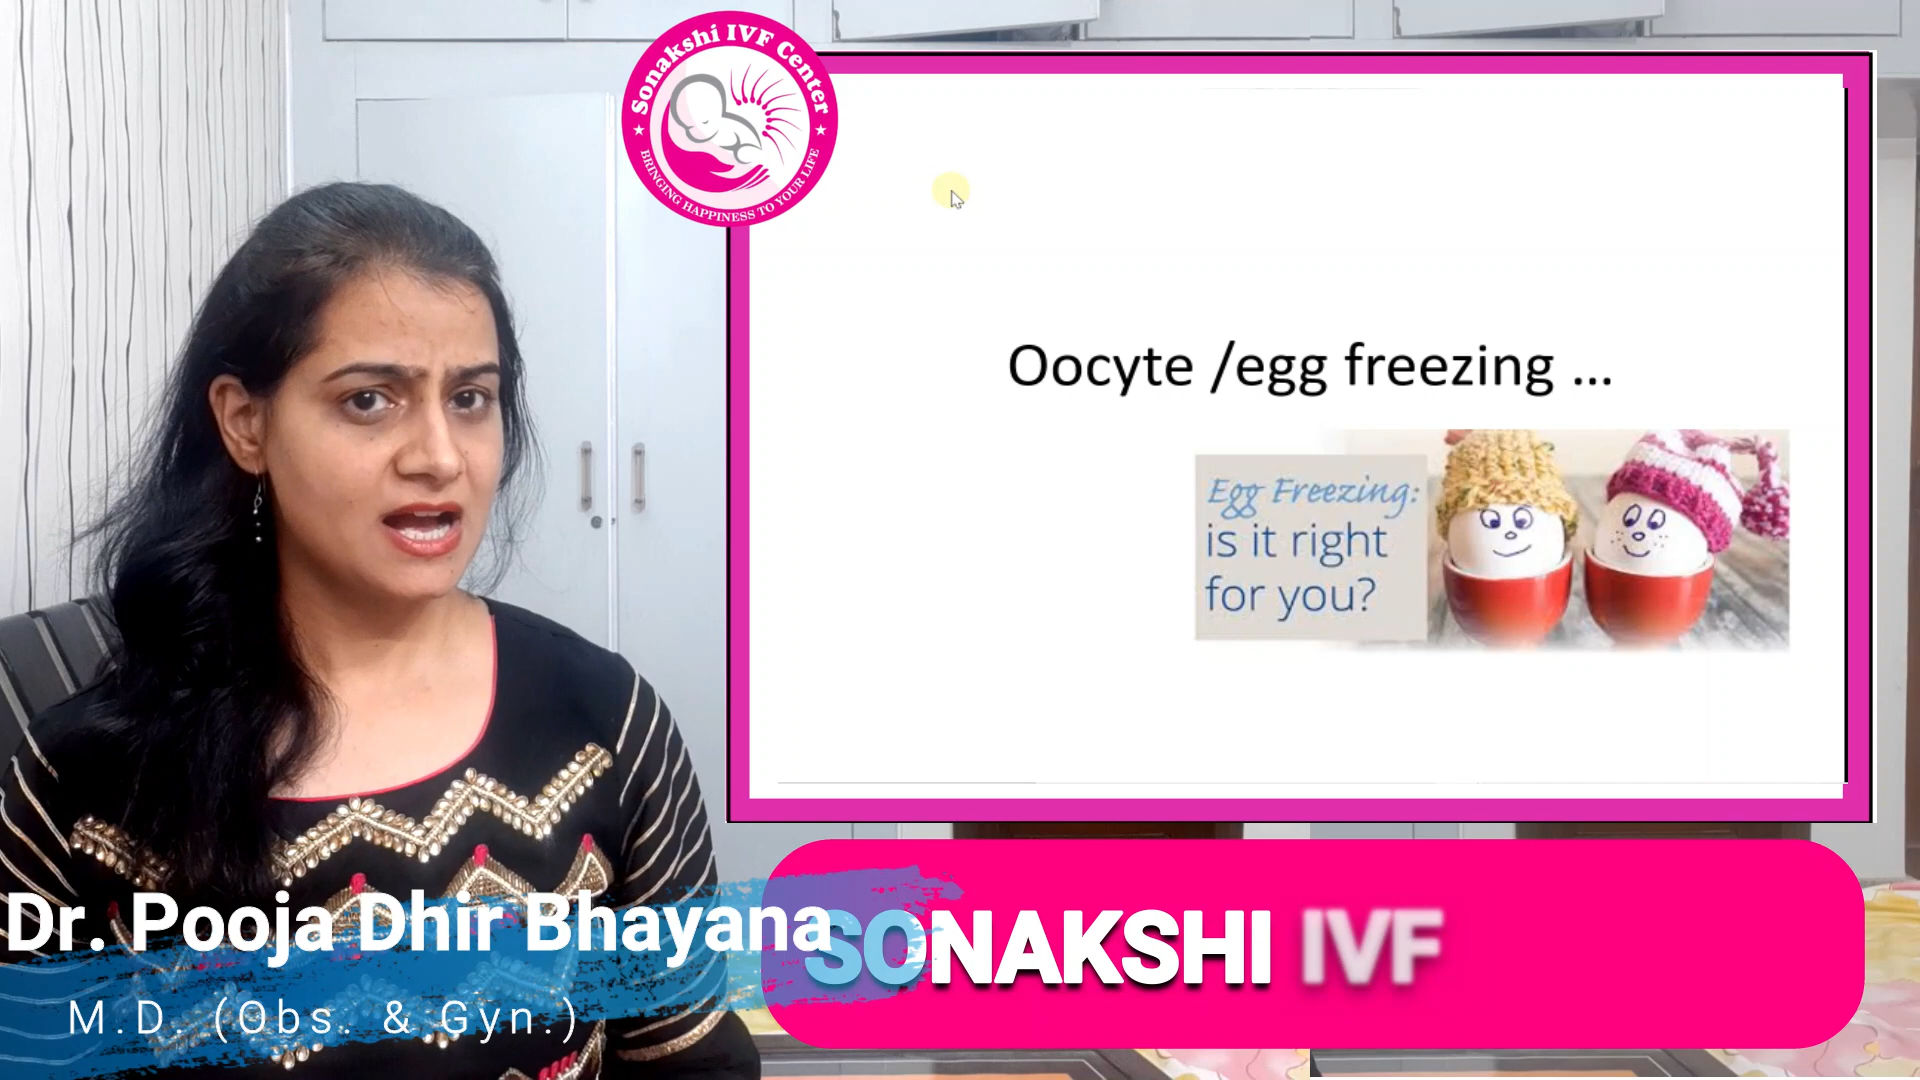 Sonakshi IVF Center
BRINGING HAPPINESS TO YOUR LIFE
Oocyte /egg freezing ...
Egg Freezing:
is it right
for you?
Dr. Pooja Dhir Bhayana
M.D. (Obs. & Gyn.)
SONAKSHI IVF